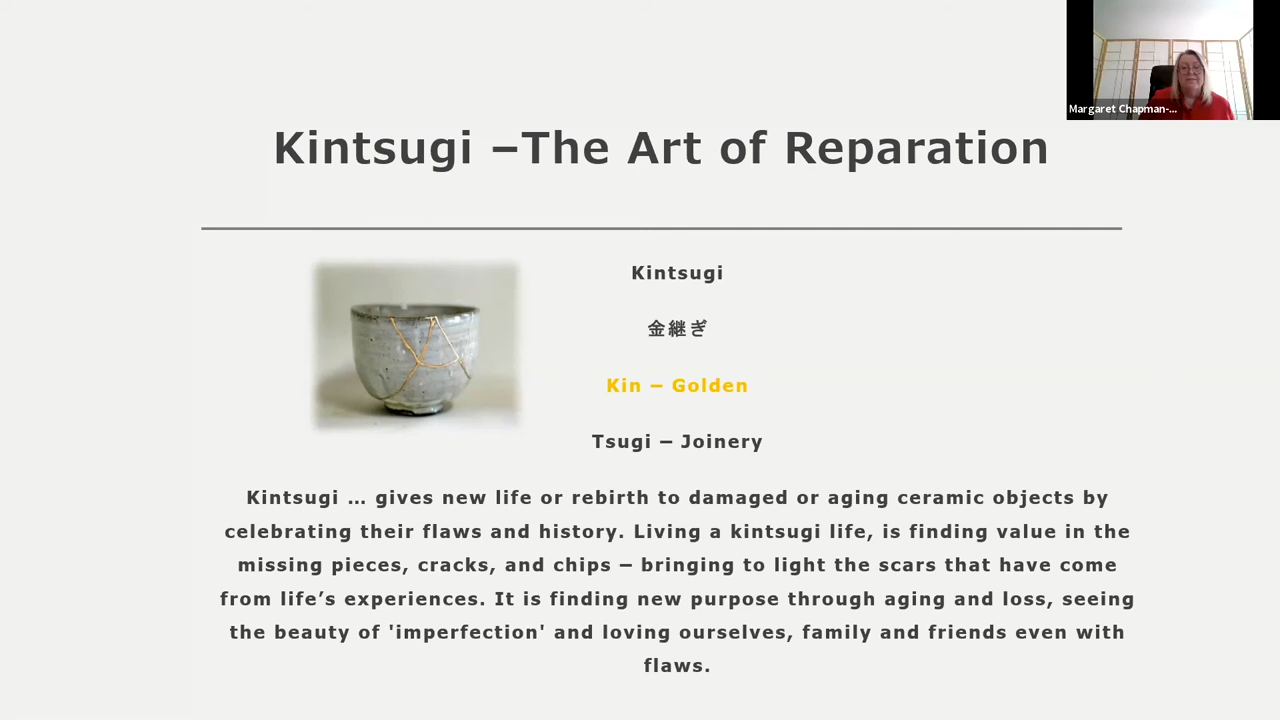 Margaret Chapman-...
Kintsugi –The Art of Reparation
Kintsugi
金継ぎ
Kin – Golden
Tsugi – Joinery
Kintsugi ... gives new life or rebirth to damaged or aging ceramic objects by
celebrating their flaws and history. Living a kintsugi life, is finding value in the
missing pieces, cracks, and chips – bringing to light the scars that have come
from life’s experiences. It is finding new purpose through aging and loss, seeing
the beauty of 'imperfection' and loving ourselves, family and friends even with
flaws.